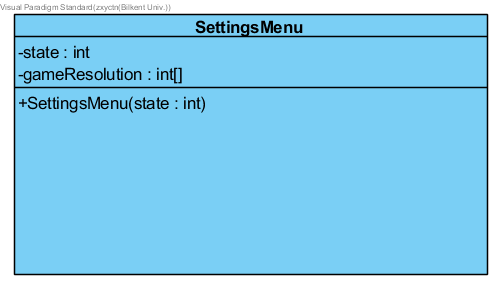 Visual Paradigm Standard(zxyctn(Bilkent Univ.))
SettingsMenu
-state : int
-gameResolution : int[]
+SettingsMenu(state : int)